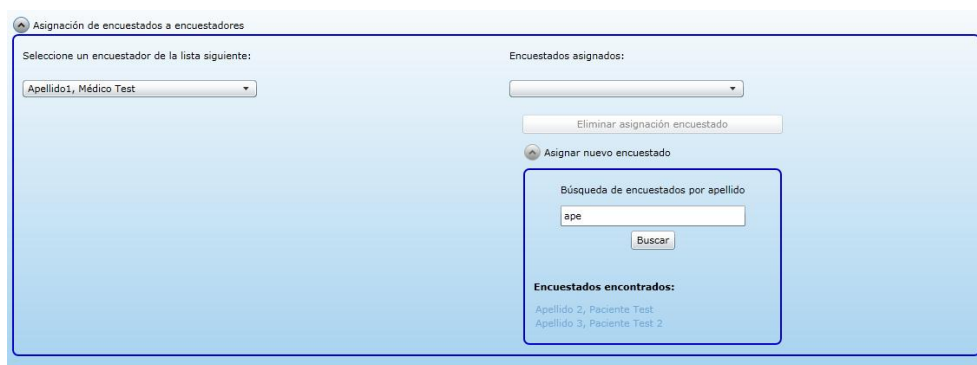 Asignación de encuestados a encuestadores
Seleccione un encuestador de la lista siguiente:
Apellido1, Médico Test
Encuestados asignados:
Eliminar asignación encuestado
Asignar nuevo encuestado
Búsqueda de encuestados por apellido
ape
Buscar
Encuestados encontrados:
Apellido 2, Paciente Test
Apellido 3, Paciente Test 2